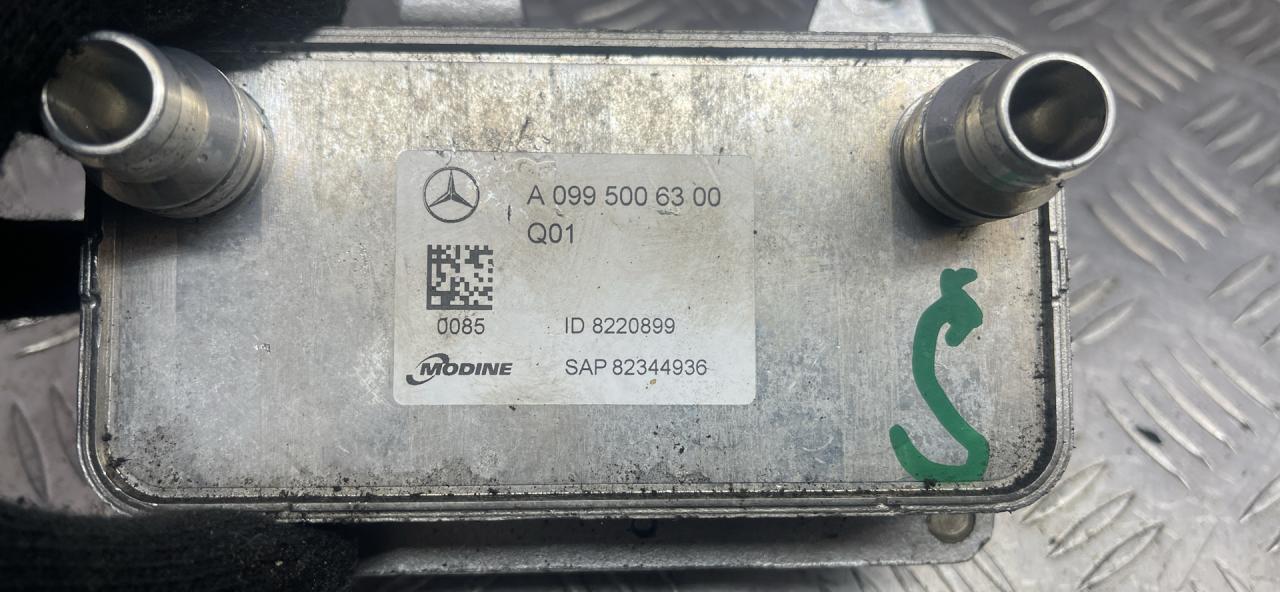 A 099 500 63 00
Q01
0085
ID 8220899
MODINE
SAP 82344936